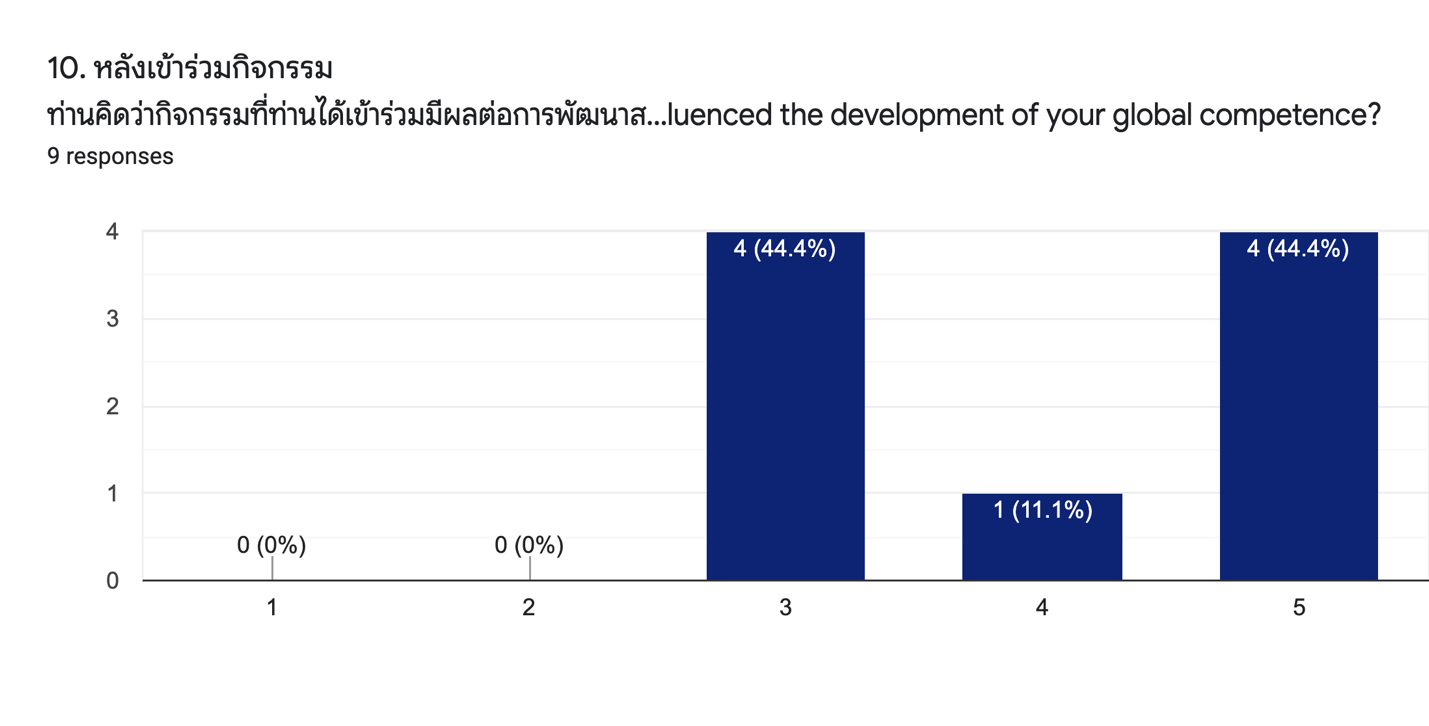 10. หลังเข้าร่วมกิจกรรม
ท่านคิดว่ากิจกรรมที่ท่านได้เข้าร่วมมีผลต่อการพัฒนาส...luenced the development of your global competence?
9 responses
4
3
2
1
0
0 (0%)
0 (0%)
4 (44.4%)
1 (11.1%)
4 (44.4%)
1 2 3 4 5